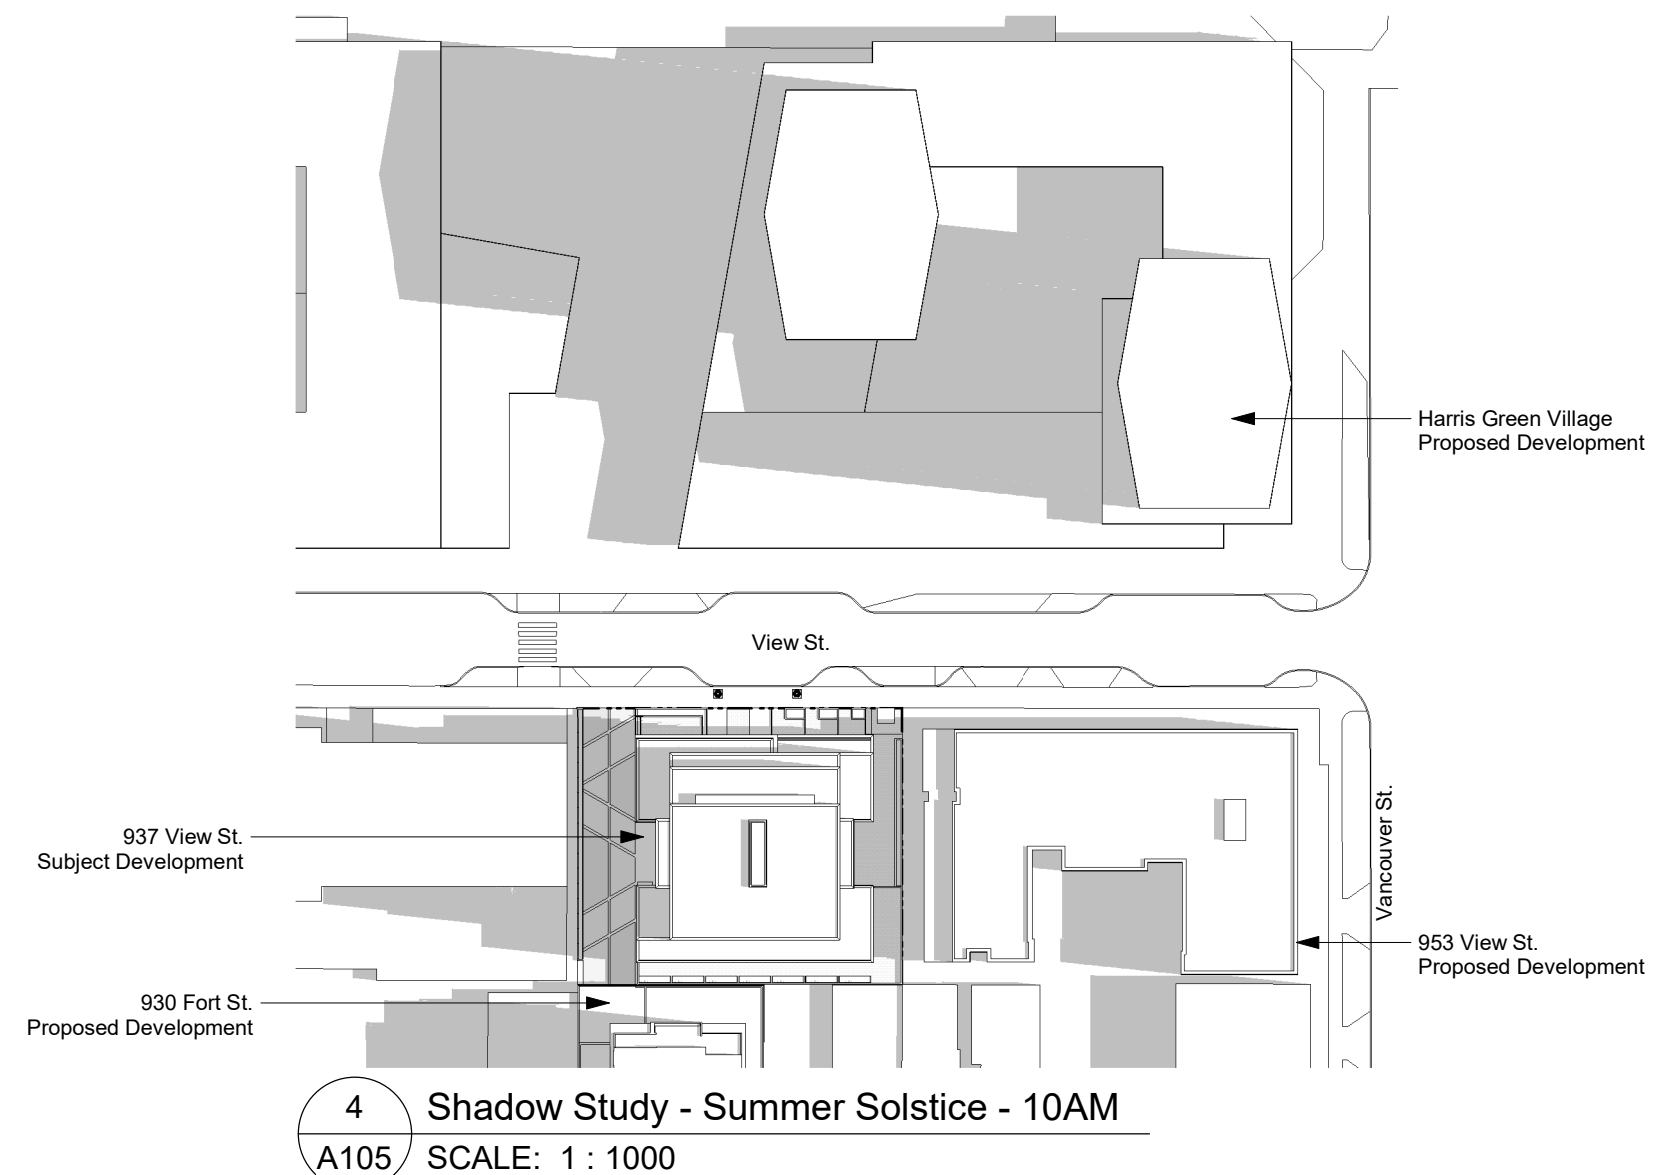 Harris Green Village
Proposed Development
View St.
937 View St.
Subject Development
Vancouver St.
953 View St.
Proposed Development
930 Fort St.
Proposed Development
4
Shadow Study - Summer Solstice - 10AM
A105
SCALE: 1 : 1000